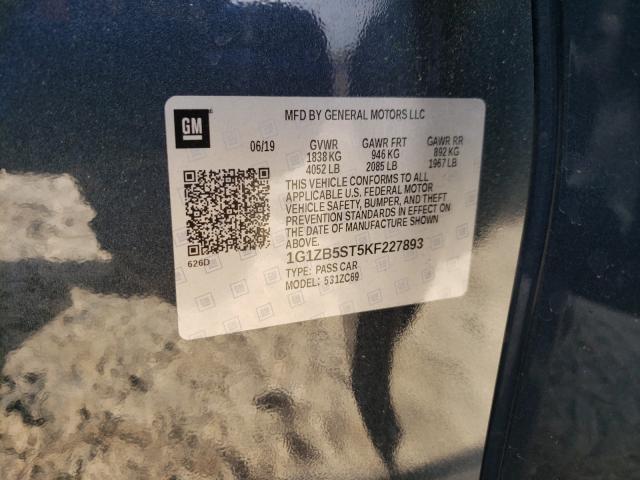 GM
MFD BY GENERAL MOTORS LLC
06/19 GVWR GAWR FRT GAWR RR
1838 KG 946 KG 892 KG
4052 LB 2085 LB 1967 LB
THIS VEHICLE CONFORMS TO ALL
APPLICABLE U.S. FEDERAL MOTOR
VEHICLE SAFETY, BUMPER, AND THEFT
PREVENTION STANDARDS IN EFFECT ON
THE DATE OF MANUFACTURE SHOWN
ABOVE.
626D
1G1ZB5ST5KF227893
TYPE: PASS CAR
MODEL: 5S1ZC69